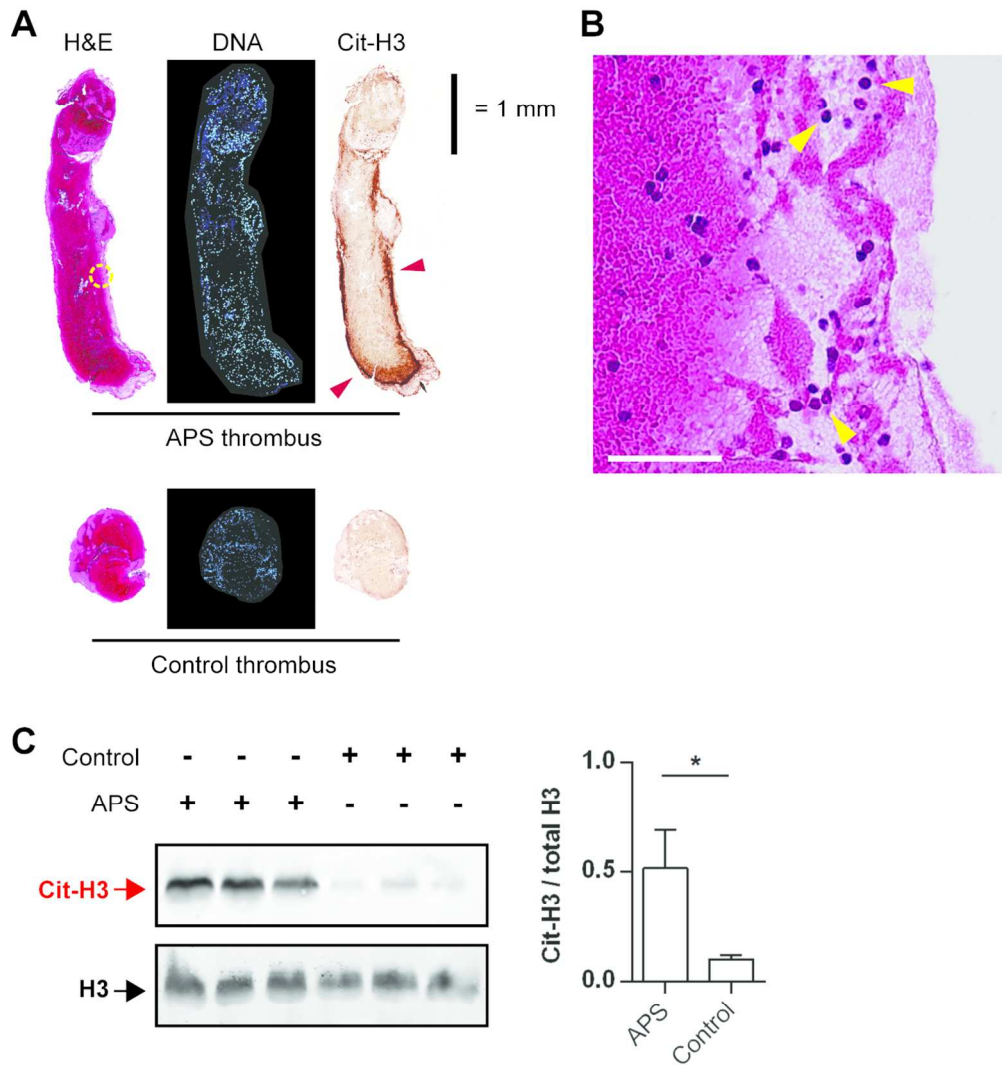 A
H&E DNA Cit-H3
= 1 mm
APS thrombus
Control thrombus
B
C
Control - - - + + +
APS + + + - - -
Cit-H3
H3
Cit-H3 / total H3
1.0
0.5
0.0
*
APS
Control